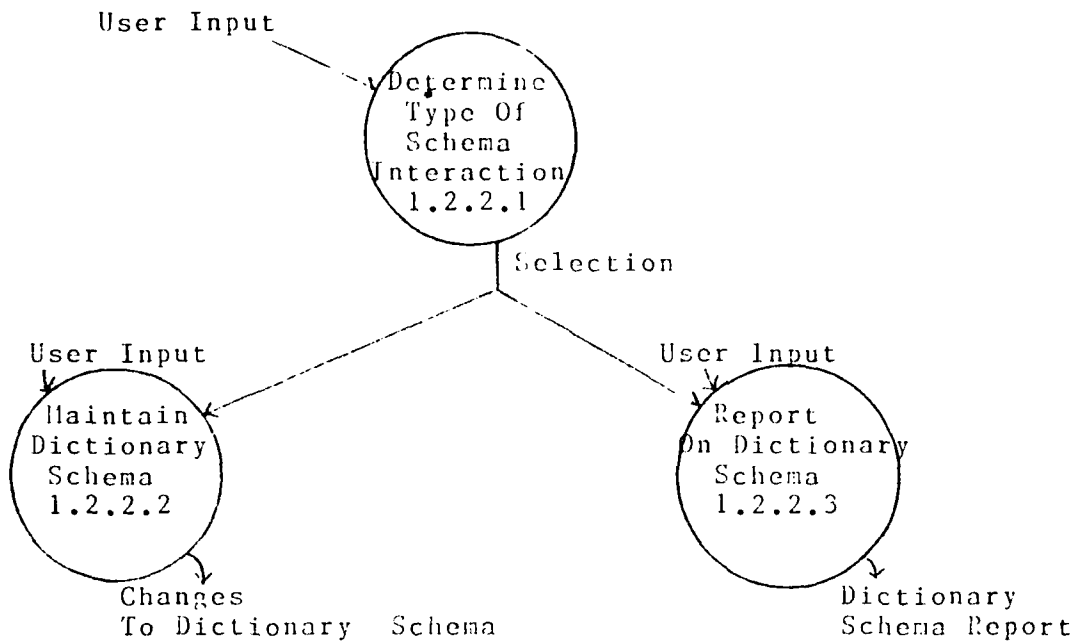 User Input
Determine
Type Of
Schema
Interaction
1.2.2.1
Selection
User Input
Maintain
Dictionary
Schema
1.2.2.2
Changes
To Dictionary Schema
User Input
Report
On Dictionary
Schema
1.2.2.3
Dictionary
Schema Report